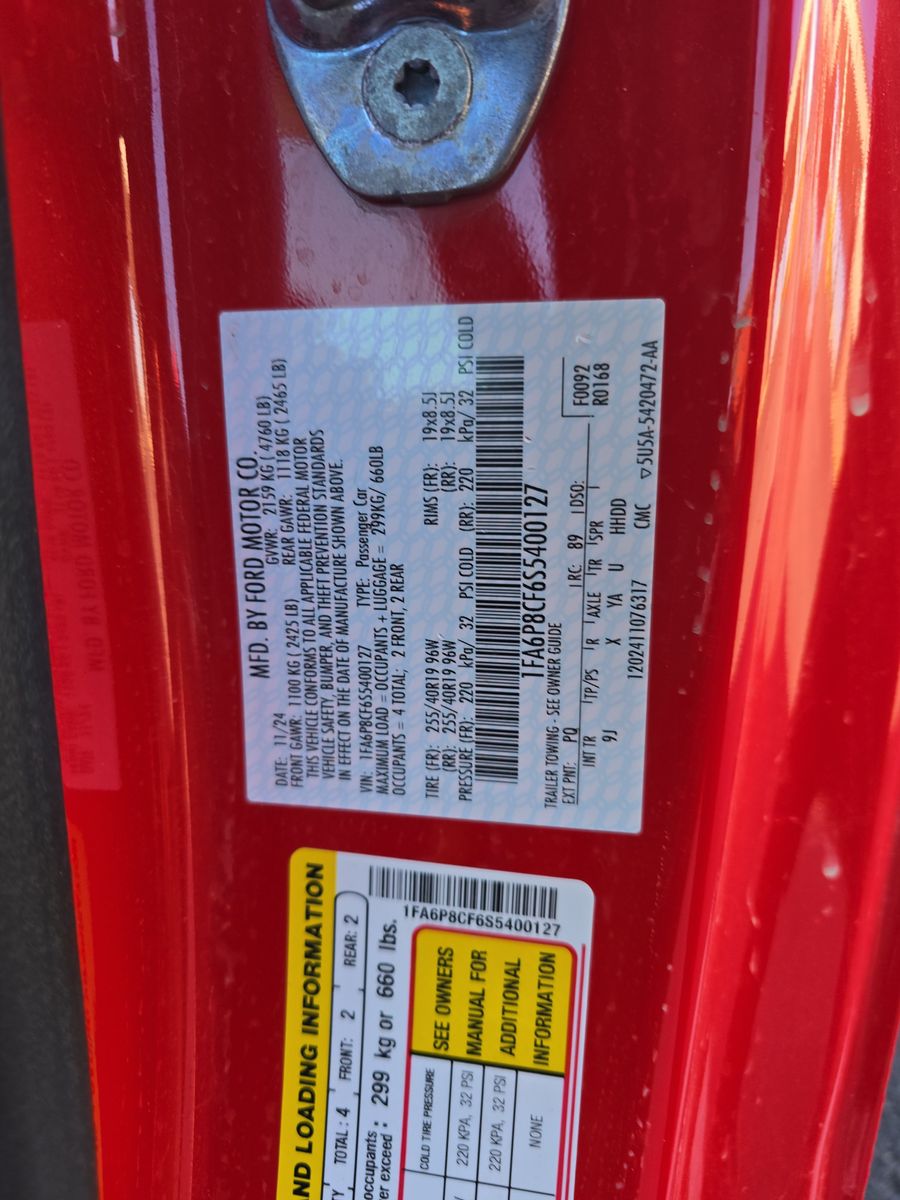 MFD. BY FORD MOTOR CO.
DATE: 11/24 GVWR: 2159 KG ( 4760 LB)
FRONT GAWR: 1100 KG ( 2425 LB) REAR GAWR: 1118 KG ( 2465 LB)
THIS VEHICLE CONFORMS TO ALL APPLICABLE FEDERAL MOTOR
VEHICLE SAFETY, BUMPER, AND THEFT PREVENTION STANDARDS
IN EFFECT ON THE DATE OF MANUFACTURE SHOWN ABOVE.
VIN: 1FA6P8CF6S5400127 TYPE: Passenger Car
MAXIMUM LOAD = OCCUPANTS + LUGGAGE = 299KG/ 660LB
OCCUPANTS = 4 TOTAL; 2 FRONT, 2 REAR
TIRE (FR): 255/40R19 96W RIMS (FR): 19x8.5J
(RR): 255/40R19 96W (RR): 19x8.5J
PRESSURE (FR): 220 kPa/ 32 PSI COLD (RR): 220 kPa/ 32 PSI COLD
1FA6P8CF6S5400127
TRAILER TOWING - SEE OWNER GUIDE
EXT PNT: PQ RC: 89 DSO: F0092
R0168
INT TR TP/PS R AXLE TR SPR
9J X YA U HHDD
12024110763​17 CMC ▽5U5A-5420472-AA
ND LOADING INFORMATION
TY TOTAL : 4 FRONT: 2 REAR: 2
occupants
er exceed : 299 kg or 660 lbs.
1FA6P8CF6S5400127
COLD TIRE PRESSURE
220 KPA, 32 PSI
220 KPA, 32 PSI
NONE
SEE OWNERS
MANUAL FOR
ADDITIONAL
INFORMATION